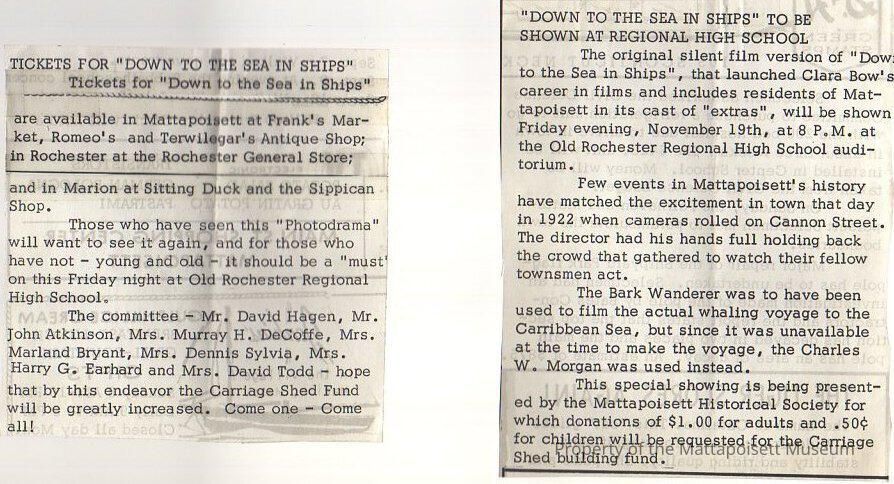 TICKETS FOR "DOWN TO THE SEA IN SHIPS"
Tickets for "Down to the Sea in Ships"
are available in Mattapoisett at Frank's Mar-
ket, Romeo's and Terwilegar's Antique Shop;
in Rochester at the Rochester General Store;
and in Marion at Sitting Duck and the Sippican
Shop.
Those who have seen this "Photodrama"
will want to see it again, and for those who
have not - young and old - it should be a "must'
on this Friday night at Old Rochester Regional
High School.
The committee - Mr. David Hagen, Mr.
John Atkinson, Mrs. Murray H. DeCoffe, Mrs.
Marland Bryant, Mrs. Dennis Sylvia, Mrs.
Harry G. Earhard and Mrs. David Todd - hope
that by this endeavor the Carriage Shed Fund
will be greatly increased. Come one - Come
all!
"DOWN TO THE SEA IN SHIPS" TO BE
SHOWN AT REGIONAL HIGH SCHOOL
The original silent film version of "Dow
to the Sea in Ships", that launched Clara Bow's
career in films and includes residents of Mat-
tapoisett in its cast of "extras", will be shown
Friday evening, November 19th, at 8 P.M. at
the Old Rochester Regional High School audi-
torium.
Few events in Mattapoisett's history
have matched the excitement in town that day
in 1922 when cameras rolled on Cannon Street.
The director had his hands full holding back
the crowd that gathered to watch their fellow
townsmen act.
The Bark Wanderer was to have been
used to film the actual whaling voyage to the
Carribbean Sea, but since it was unavailable
at the time to make the voyage, the Charles
W. Morgan was used instead.
This special showing is being present-
ed by the Mattapoisett Historical Society for
which donations of $1.00 for adults and .50¢
for children will be requested for the Carriage
Shed building fund.
Property of the Mattapoisett Museum